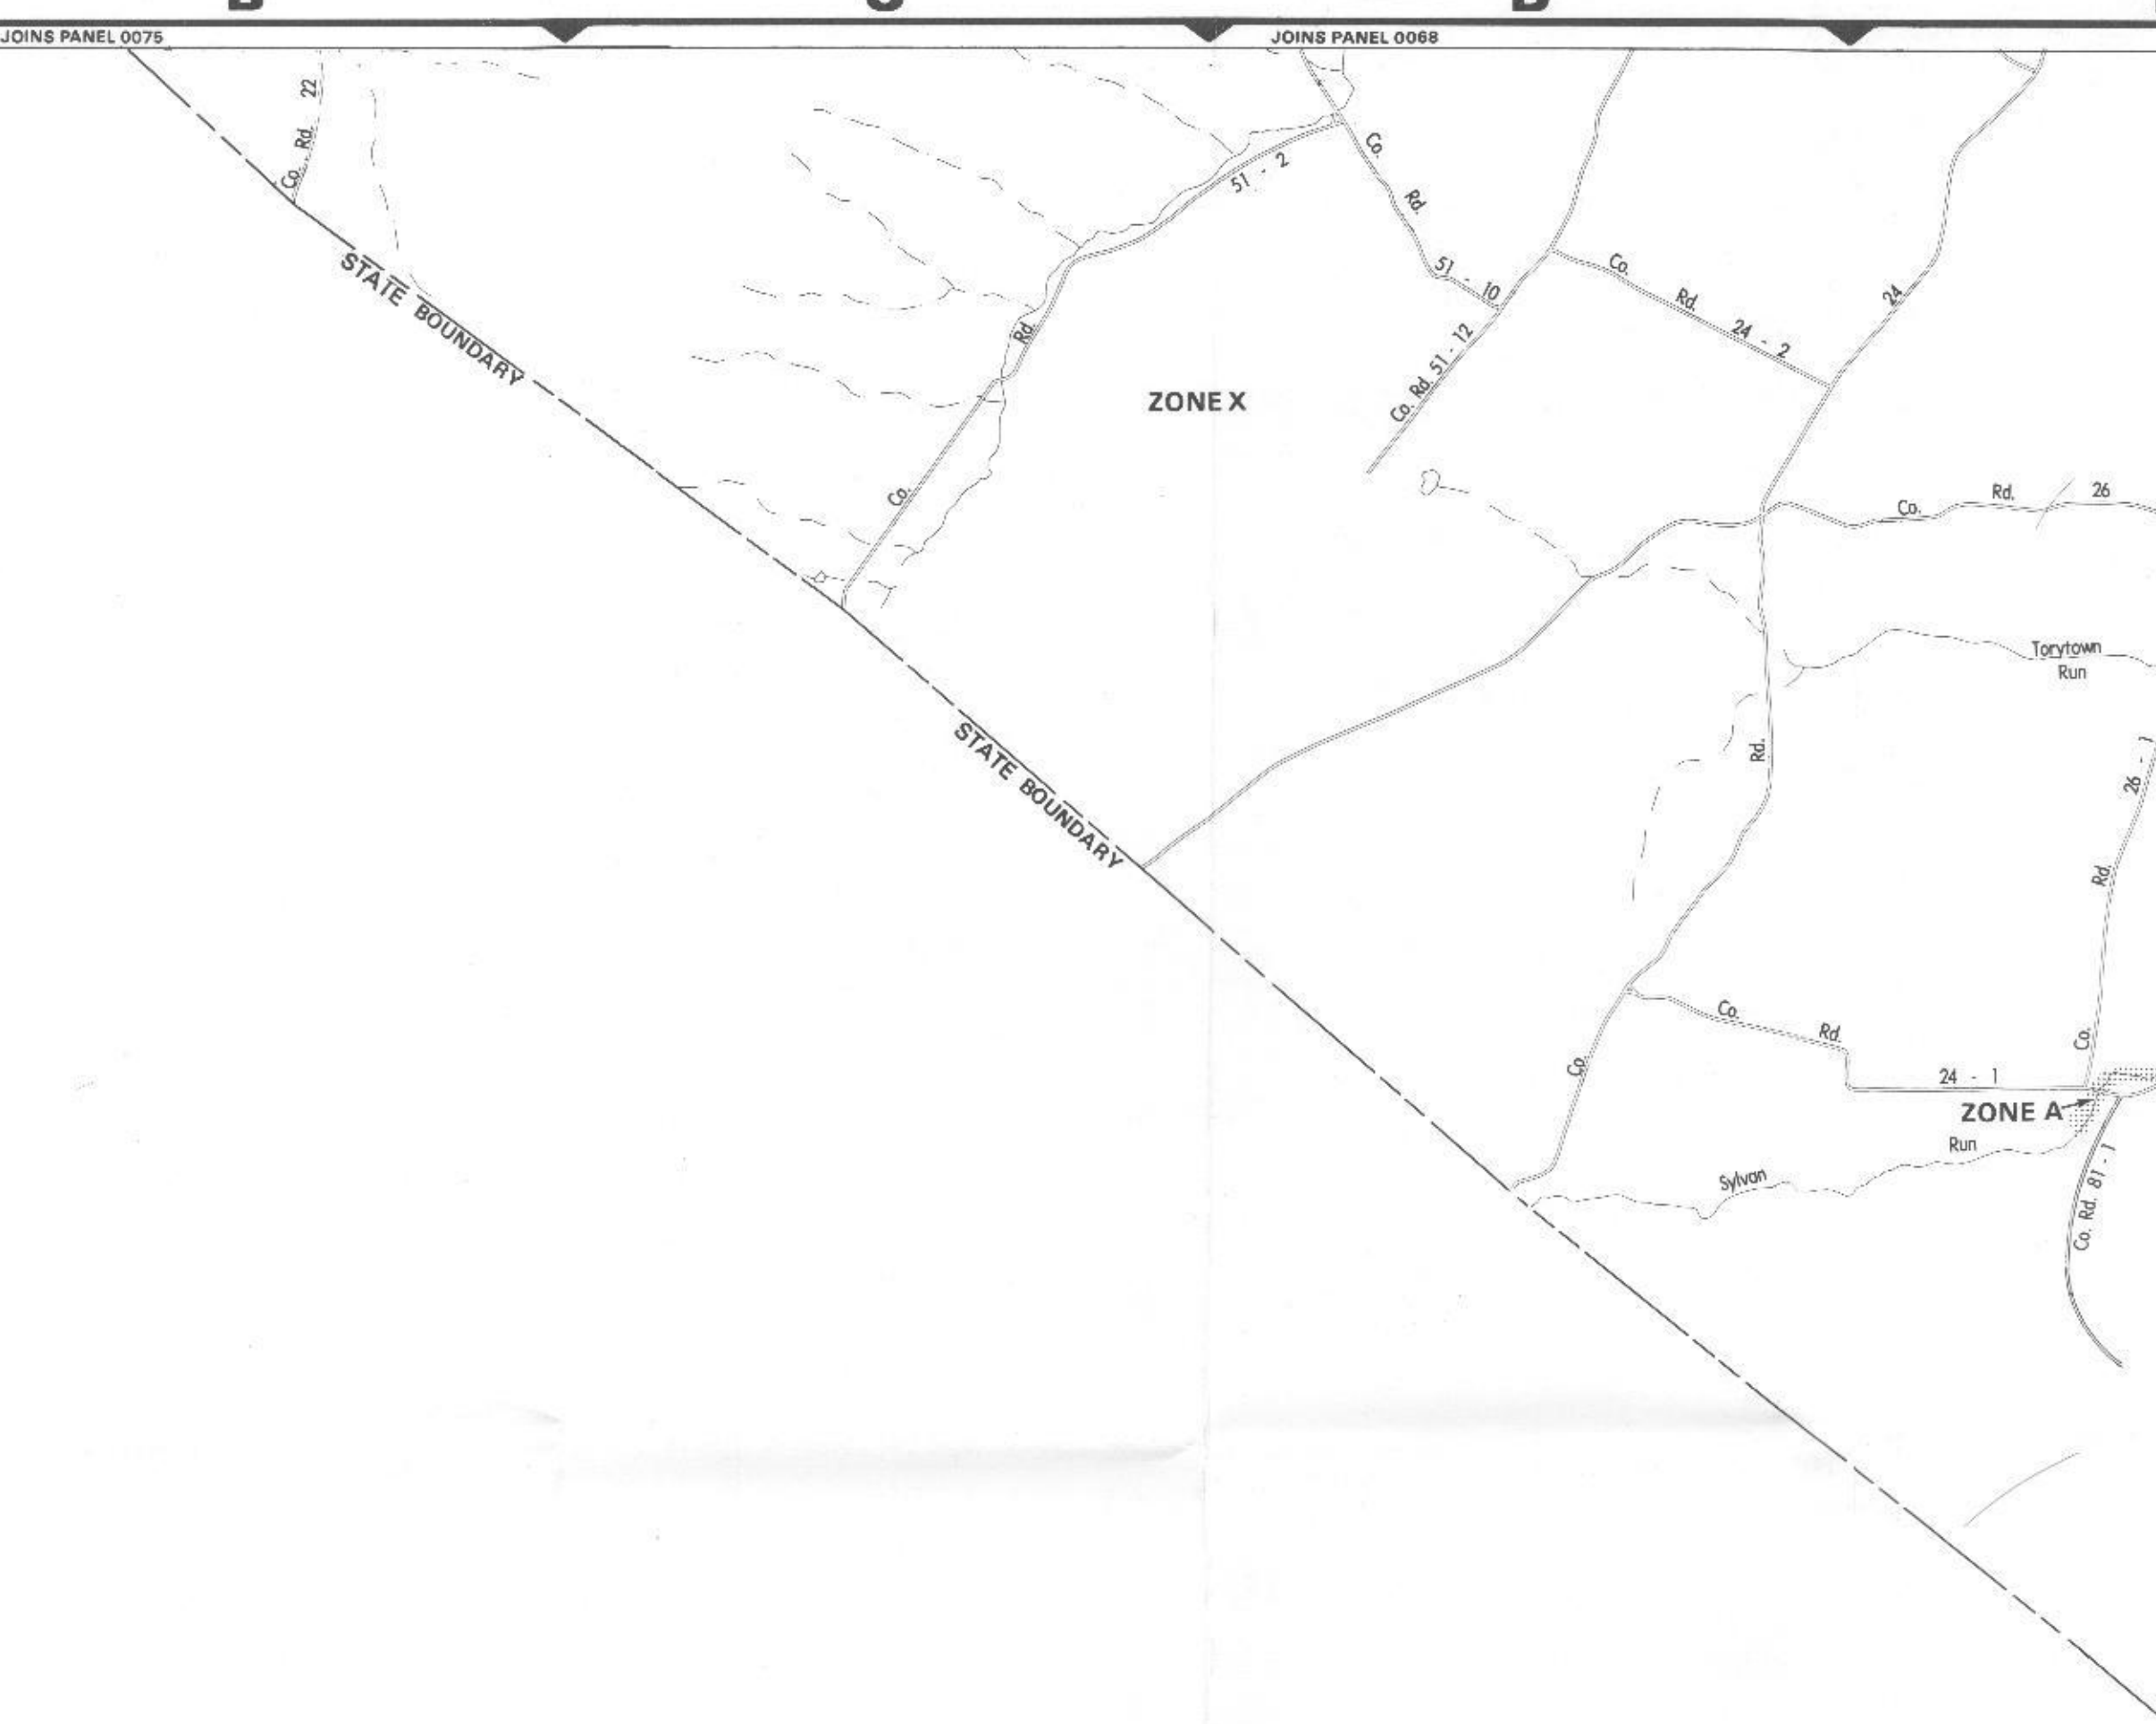 JOINS PANEL 0075
JOINS PANEL 0068
Co. Rd. 22
STATE BOUNDARY
Co. Rd. 51 - 2
Co. Rd. 51 - 10
Co. Rd. 51 - 12
Co. Rd. 24 - 2
ZONE X
Co. Rd. 24
Co. Rd. 26
Torytown
Run
STATE BOUNDARY
Co. Rd. 26 - 1
Co. Rd. 24 - 1
ZONE A
Sylvan Run
Co. Rd. 81 - 1